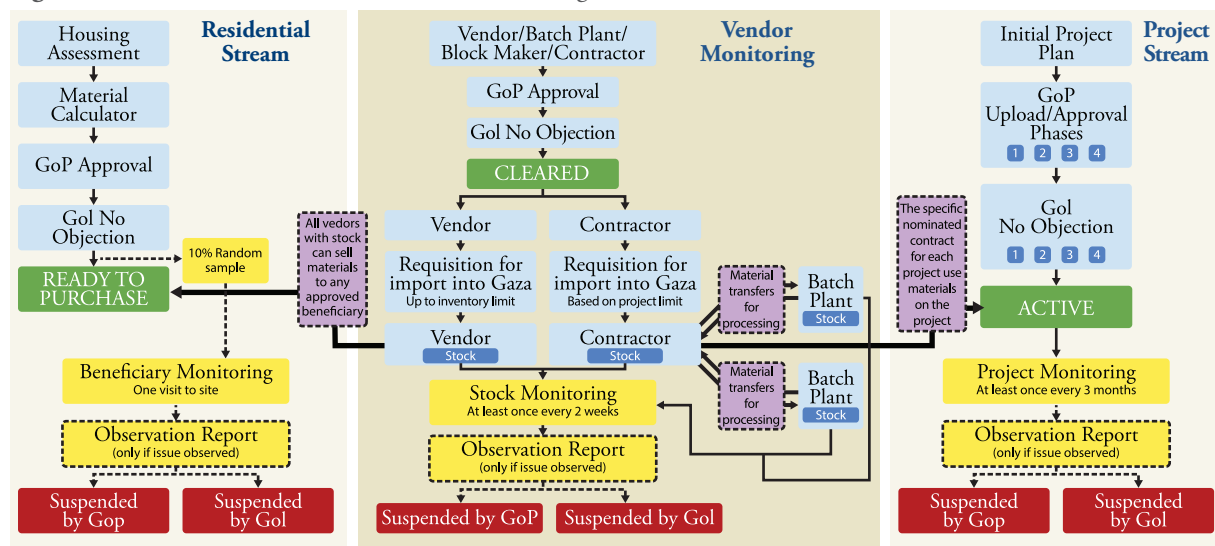 Residential
Stream
Housing
Assessment
Material
Calculator
GoP Approval
GoI No
Objection
10% Random
sample
READY TO
PURCHASE
Beneficiary Monitoring
One visit to site
Observation Report
(only if issue observed)
Suspended
by Gop
Suspended
by GoI
All vedors
with stock
can sell
materials
to any
approved
beneficiary
Vendor
Monitoring
Vendor/Batch Plant/
Block Maker/Contractor
GoP Approval
GoI No Objection
CLEARED
Vendor
Contractor
Requisition for
import into Gaza
Up to inventory limit
Requisition for
import into Gaza
Based on project limit
Vendor
Stock
Contractor
Stock
Material
transfers
for
processing
Batch
Plant
Stock
Material
transfers
for
processing
Batch
Plant
Stock
Stock Monitoring
At least once every 2 weeks
Observation Report
(only if issue observed)
Suspended by GoP
Suspended by GoI
Project
Stream
Initial Project
Plan
GoP
Upload/Approval
Phases
1 2 3 4
GoI
No Objection
1 2 3 4
The specific
nominated
contract
for each
project use
materials
on the
project
ACTIVE
Project Monitoring
At least once every 3 months
Observation Report
(only if issue observed)
Suspended
by Gop
Suspended
by GoI